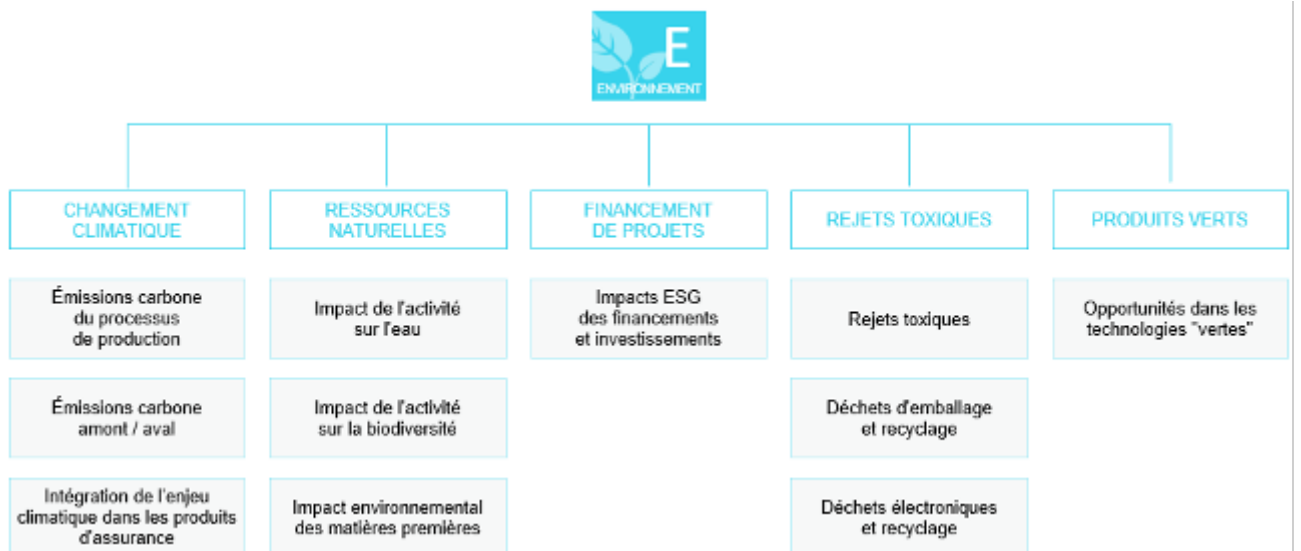 E
ENVIRONNEMENT
CHANGEMENT
CLIMATIQUE
RESSOURCES
NATURELLES
FINANCEMENT
DE PROJETS
REJETS TOXIQUES
PRODUITS VERTS
Émissions carbone
du processus
de production
Impact de l'activité
sur l'eau
Impacts ESG
des financements
et investissements
Rejets toxiques
Opportunités dans les
technologies "vertes"
Émissions carbone
amont / aval
Impact de l'activité
sur la biodiversité
Déchets d'emballage
et recyclage
Intégration de l'enjeu
climatique dans les produits
d'assurance
Impact environnemental
des matières premières
Déchets électroniques
et recyclage